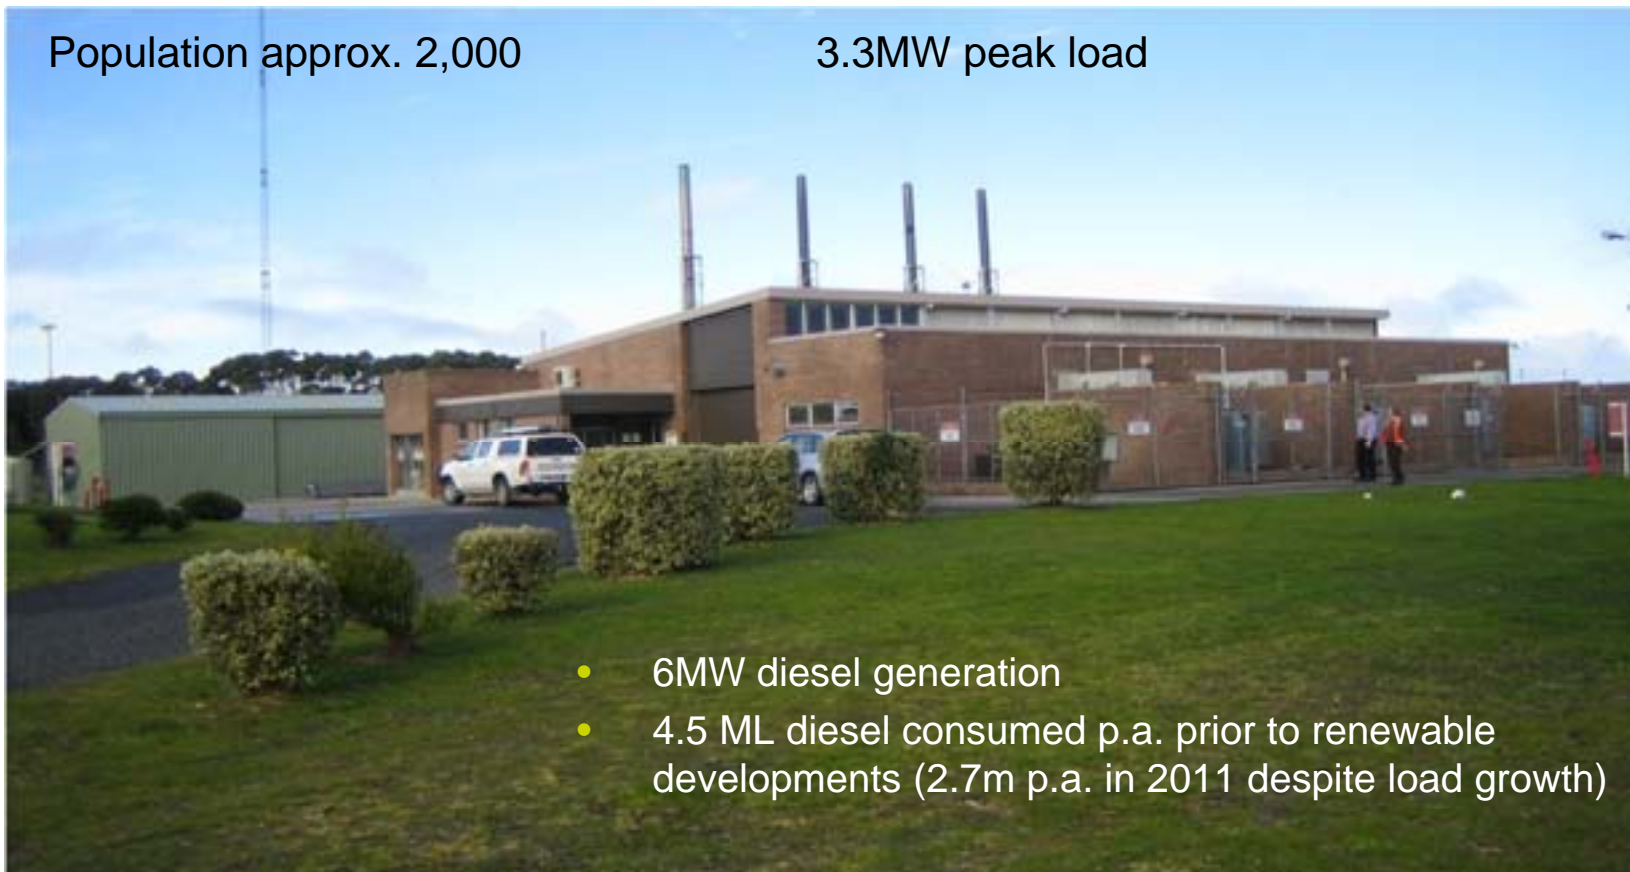 Population approx. 2,000
3.3MW peak load
• 6MW diesel generation
• 4.5 ML diesel consumed p.a. prior to renewable
developments (2.7m p.a. in 2011 despite load growth)